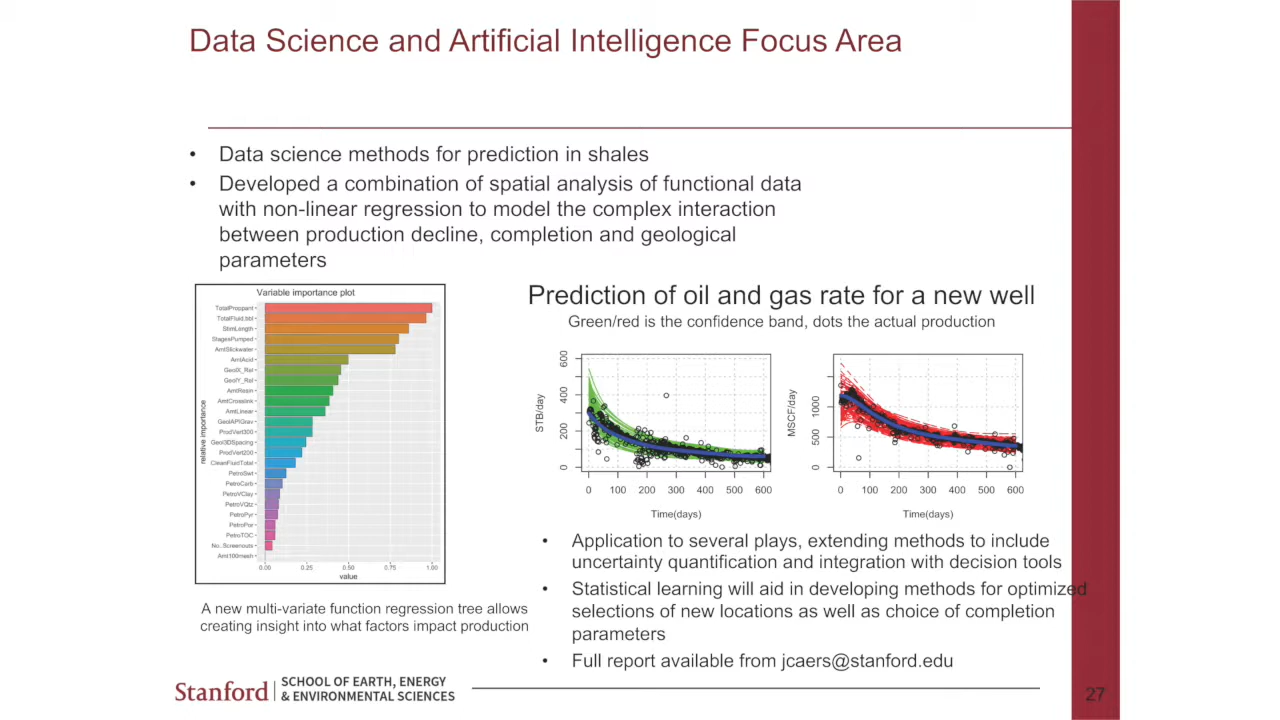 Data Science and Artificial Intelligence Focus Area
• Data science methods for prediction in shales
• Developed a combination of spatial analysis of functional data
with non-linear regression to model the complex interaction
between production decline, completion and geological
parameters
Variable importance plot
relative importance
TotalProppant
TotalFluid.bbl
StimLength
StagesPumped
AmtSlickwater
AmtAcid
GeolX_Rel
GeolY_Rel
AmtResin
AmtCrosslink
AmtLinear
GeolAPIGrav
ProdVert300
Geol3DSpacing
ProdVert200
CleanFluidTotal
PetroSwt
PetroCarb
PetroVClay
PetroVQtz
PetroPyr
PetroPor
PetroTOC
No..Screenouts
Amt100mesh
0.00 0.25 0.50 0.75 1.00
value
A new multi-variate function regression tree allows
creating insight into what factors impact production
Prediction of oil and gas rate for a new well
Green/red is the confidence band, dots the actual production
STB/day
600
400
200
0
0 100 200 300 400 500 600
Time(days)
MSCF/day
1000
500
0
0 100 200 300 400 500 600
Time(days)
• Application to several plays, extending methods to include
uncertainty quantification and integration with decision tools
• Statistical learning will aid in developing methods for optimized
selections of new locations as well as choice of completion
parameters
• Full report available from jcaers@stanford.edu
Stanford
SCHOOL OF EARTH, ENERGY
& ENVIRONMENTAL SCIENCES
27